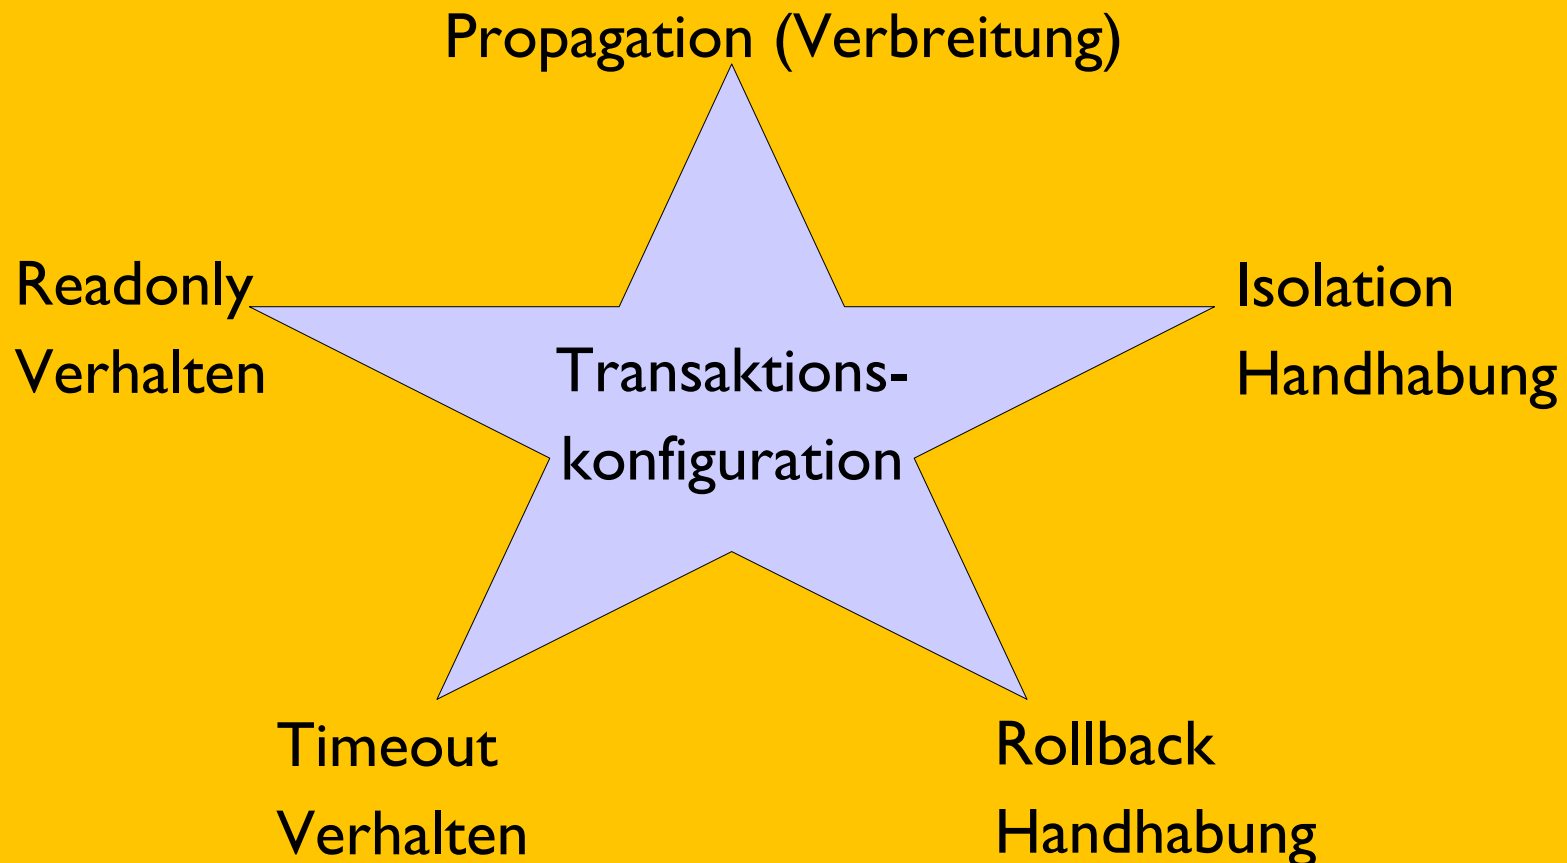 Propagation (Verbreitung)
Readonly
Verhalten
Isolation
Handhabung
Transaktions-
konfiguration
Timeout
Verhalten
Rollback
Handhabung